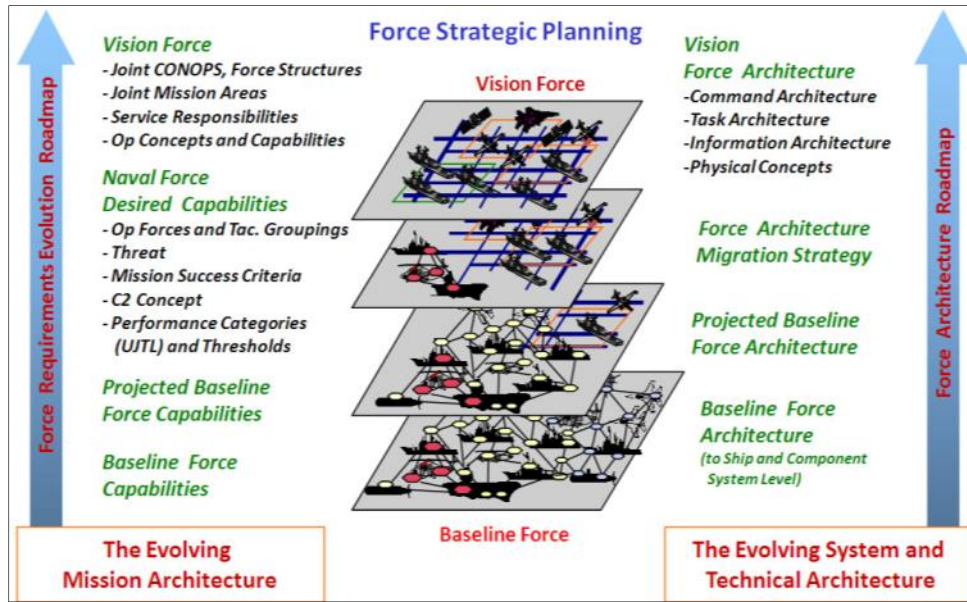 Force Strategic Planning
Force Requirements Evolution Roadmap
Vision Force
- Joint CONOPS, Force Structures
- Joint Mission Areas
- Service Responsibilities
- Op Concepts and Capabilities
Naval Force
Desired Capabilities
- Op Forces and Tac. Groupings
- Threat
- Mission Success Criteria
- C2 Concept
- Performance Categories
(UJTL) and Thresholds
Projected Baseline
Force Capabilities
Baseline Force
Capabilities
The Evolving
Mission Architecture
Vision Force
Baseline Force
Vision
Force Architecture
-Command Architecture
-Task Architecture
-Information Architecture
-Physical Concepts
Force Architecture
Migration Strategy
Projected Baseline
Force Architecture
Baseline Force
Architecture
(to Ship and Component
System Level)
Force Architecture Roadmap
The Evolving System and
Technical Architecture